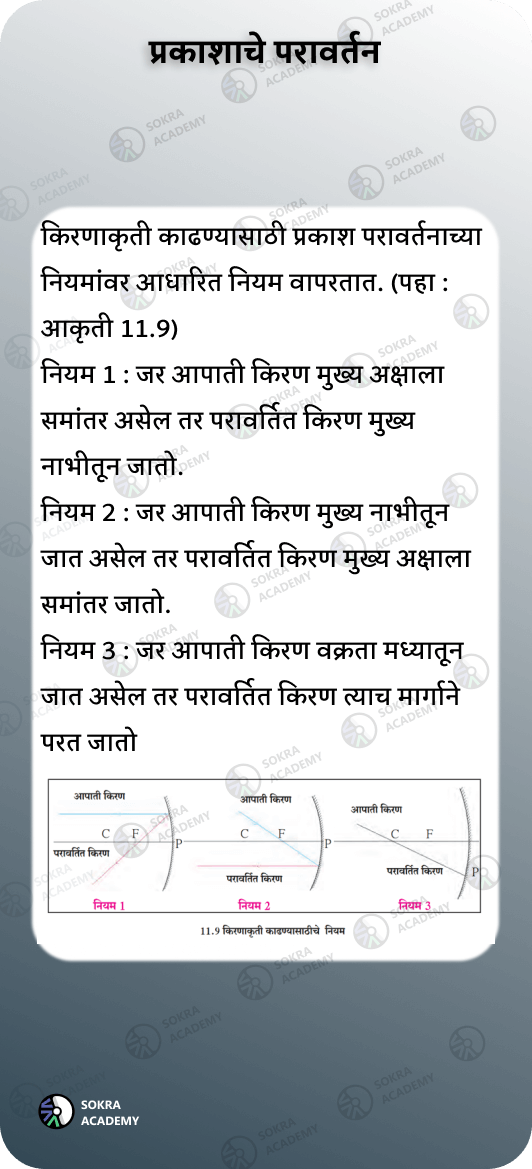 प्रकाशाचे परावर्तन
किरणाकृती काढण्यासाठी प्रकाश परावर्तनाच्या
नियमांवर आधारित नियम वापरतात. (पहा :
आकृती 11.9)
नियम 1 : जर आपाती किरण मुख्य अक्षाला
समांतर असेल तर परावर्तित किरण मुख्य
नाभीतून जातो.
नियम 2 : जर आपाती किरण मुख्य नाभीतून
जात असेल तर परावर्तित किरण मुख्य अक्षाला
समांतर जातो.
नियम 3 : जर आपाती किरण वक्रता मध्यातून
जात असेल तर परावर्तित किरण त्याच मार्गाने
परत जातो
आपाती किरण
C F P
परावर्तित किरण
नियम 1
आपाती किरण
C F P
परावर्तित किरण
नियम 2
आपाती किरण
C F
परावर्तित किरण P
नियम 3
11.9 किरणाकृती काढण्यासाठीचे नियम
SOKRA
ACADEMY